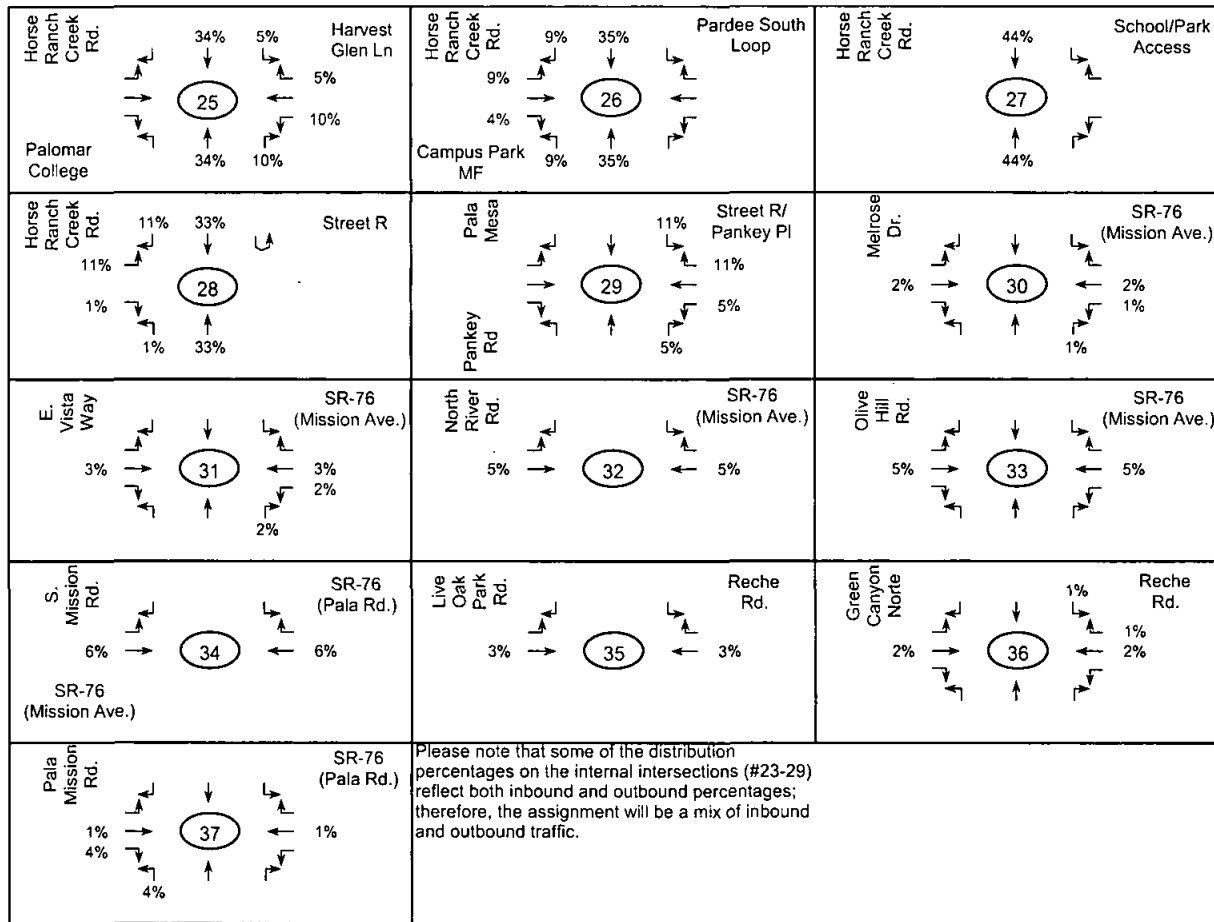 Horse
Ranch
Creek
Rd.
34%
5%
Harvest
Glen Ln
5%
25
10%
Palomar
College
34%
10%
Horse
Ranch
Creek
Rd.
9%
35%
Pardee South
Loop
9%
26
4%
Campus Park
MF
9%
35%
Horse
Ranch
Creek
Rd.
44%
School/Park
Access
27
44%
Horse
Ranch
Creek
Rd.
11%
33%
Street R
11%
28
1%
1%
33%
Pala
Mesa
11%
Street R/
Pankey Pl
11%
29
5%
Pankey
Rd
5%
Melrose
Dr.
SR-76
(Mission Ave.)
2%
30
2%
1%
1%
E.
Vista
Way
SR-76
(Mission Ave.)
3%
31
3%
2%
2%
North
River
Rd.
SR-76
(Mission Ave.)
5%
32
5%
Olive
Hill
Rd.
SR-76
(Mission Ave.)
5%
33
5%
S.
Mission
Rd.
SR-76
(Pala Rd.)
6%
34
6%
SR-76
(Mission Ave.)
Live
Oak
Park
Rd.
Reche
Rd.
3%
35
3%
Green
Canyon
Norte
1%
Reche
Rd.
1%
2%
36
2%
Pala
Mission
Rd.
SR-76
(Pala Rd.)
1%
37
1%
4%
4%
Please note that some of the distribution
percentages on the internal intersections (#23-29)
reflect both inbound and outbound percentages;
therefore, the assignment will be a mix of inbound
and outbound traffic.